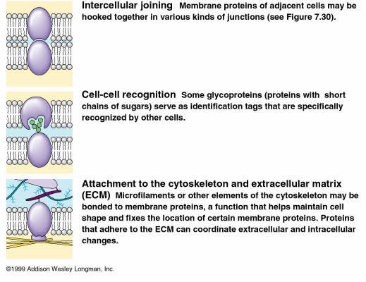 Intercellular joining Membrane proteins of adjacent cells may be
hooked together in various kinds of junctions (see Figure 7.30).
Cell-cell recognition Some glycoproteins (proteins with short
chains of sugars) serve as identification tags that are specifically
recognized by other cells.
Attachment to the cytoskeleton and extracellular matrix
(ECM) Microfilaments or other elements of the cytoskeleton may be
bonded to membrane proteins, a function that helps maintain cell
shape and fixes the location of certain membrane proteins. Proteins
that adhere to the ECM can coordinate extracellular and intracellular
changes.
©1999 Addison Wesley Longman, Inc.